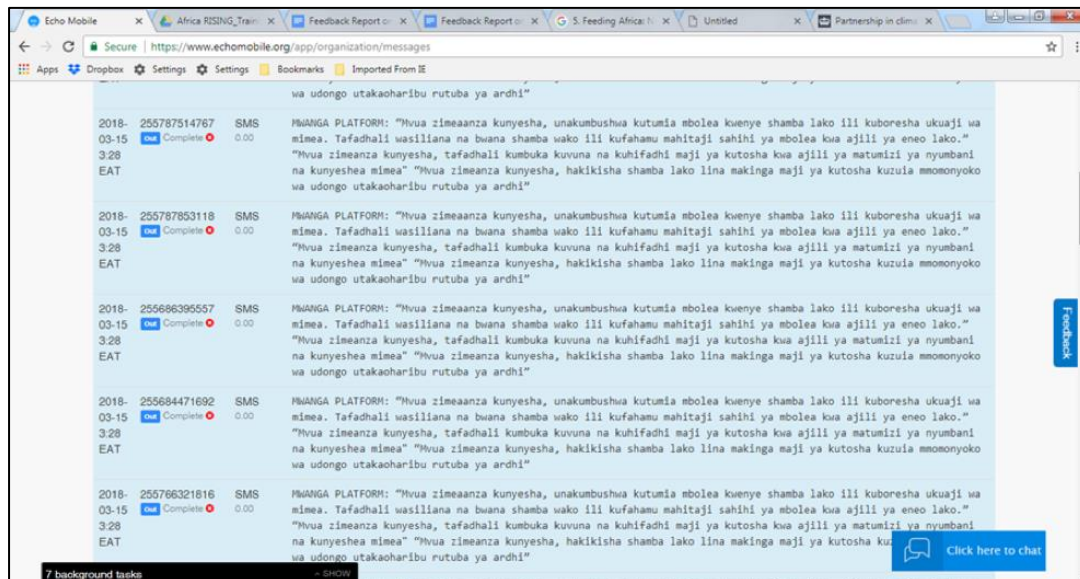 Echo Mobile
Africa RISING_Train
Feedback Report o
Feedback Report o
5. Feeding Africa: N
Untitled
Partnership in clima
Secure | https://www.echomobile.org/app/organization/messages
Apps Dropbox Settings Settings Bookmarks Imported From IE
wa udongo utakaoharibu rutuba ya ardhi"
2018- 255787514767 SMS MWANGA PLATFORM: "Mvua zimeaanza kunyesha, unakumbushwa kutumia mbolea kwenye shamba lako ili kuboresha ukuaji wa
03-15 Out Complete 0.00 mimea. Tafadhali wasiliana na bwana shamba wako ili kufahamu mahitaji sahihi ya mbolea kwa ajili ya eneo lako."
3:28 "Mvua zimeanza kunyesha, tafadhali kumbuka kuvuna na kuhifadhi maji ya kutosha kwa ajili ya matumizi ya nyumbani
EAT na kunyeshea mimea" "Mvua zimeanza kunyesha, hakikisha shamba lako lina makinga maji ya kutosha kuzuia mmomonyoko
wa udongo utakaoharibu rutuba ya ardhi"
2018- 255787853118 SMS MWANGA PLATFORM: "Mvua zimeaanza kunyesha, unakumbushwa kutumia mbolea kwenye shamba lako ili kuboresha ukuaji wa
03-15 Out Complete 0.00 mimea. Tafadhali wasiliana na bwana shamba wako ili kufahamu mahitaji sahihi ya mbolea kwa ajili ya eneo lako."
3:28 "Mvua zimeanza kunyesha, tafadhali kumbuka kuvuna na kuhifadhi maji ya kutosha kwa ajili ya matumizi ya nyumbani
EAT na kunyeshea mimea" "Mvua zimeanza kunyesha, hakikisha shamba lako lina makinga maji ya kutosha kuzuia mmomonyoko
wa udongo utakaoharibu rutuba ya ardhi"
2018- 255686395557 SMS MWANGA PLATFORM: "Mvua zimeaanza kunyesha, unakumbushwa kutumia mbolea kwenye shamba lako ili kuboresha ukuaji wa
03-15 Out Complete 0.00 mimea. Tafadhali wasiliana na bwana shamba wako ili kufahamu mahitaji sahihi ya mbolea kwa ajili ya eneo lako."
3:28 "Mvua zimeanza kunyesha, tafadhali kumbuka kuvuna na kuhifadhi maji ya kutosha kwa ajili ya matumizi ya nyumbani
EAT na kunyeshea mimea" "Mvua zimeanza kunyesha, hakikisha shamba lako lina makinga maji ya kutosha kuzuia mmomonyoko
wa udongo utakaoharibu rutuba ya ardhi"
Feedback
2018- 255684471692 SMS MWANGA PLATFORM: "Mvua zimeaanza kunyesha, unakumbushwa kutumia mbolea kwenye shamba lako ili kuboresha ukuaji wa
03-15 Out Complete 0.00 mimea. Tafadhali wasiliana na bwana shamba wako ili kufahamu mahitaji sahihi ya mbolea kwa ajili ya eneo lako."
3:28 "Mvua zimeanza kunyesha, tafadhali kumbuka kuvuna na kuhifadhi maji ya kutosha kwa ajili ya matumizi ya nyumbani
EAT na kunyeshea mimea" "Mvua zimeanza kunyesha, hakikisha shamba lako lina makinga maji ya kutosha kuzuia mmomonyoko
wa udongo utakaoharibu rutuba ya ardhi"
2018- 255766321816 SMS MWANGA PLATFORM: "Mvua zimeaanza kunyesha, unakumbushwa kutumia mbolea kwenye shamba lako ili kuboresha ukuaji wa
03-15 Out Complete 0.00 mimea. Tafadhali wasiliana na bwana shamba wako ili kufahamu mahitaji sahihi ya mbolea kwa ajili ya eneo lako."
3:28 "Mvua zimeanza kunyesha, tafadhali kumbuka kuvuna na kuhifadhi maji ya kutosha kwa ajili ya matumizi ya nyumbani
EAT na kunyeshea mimea" "Mvua zimeanza kunyesha, hakikisha shamba lako lina makinga maji ya kutosha
wa udongo utakaoharibu rutuba ya ardhi"
Click here to chat
7 background tasks SHOW